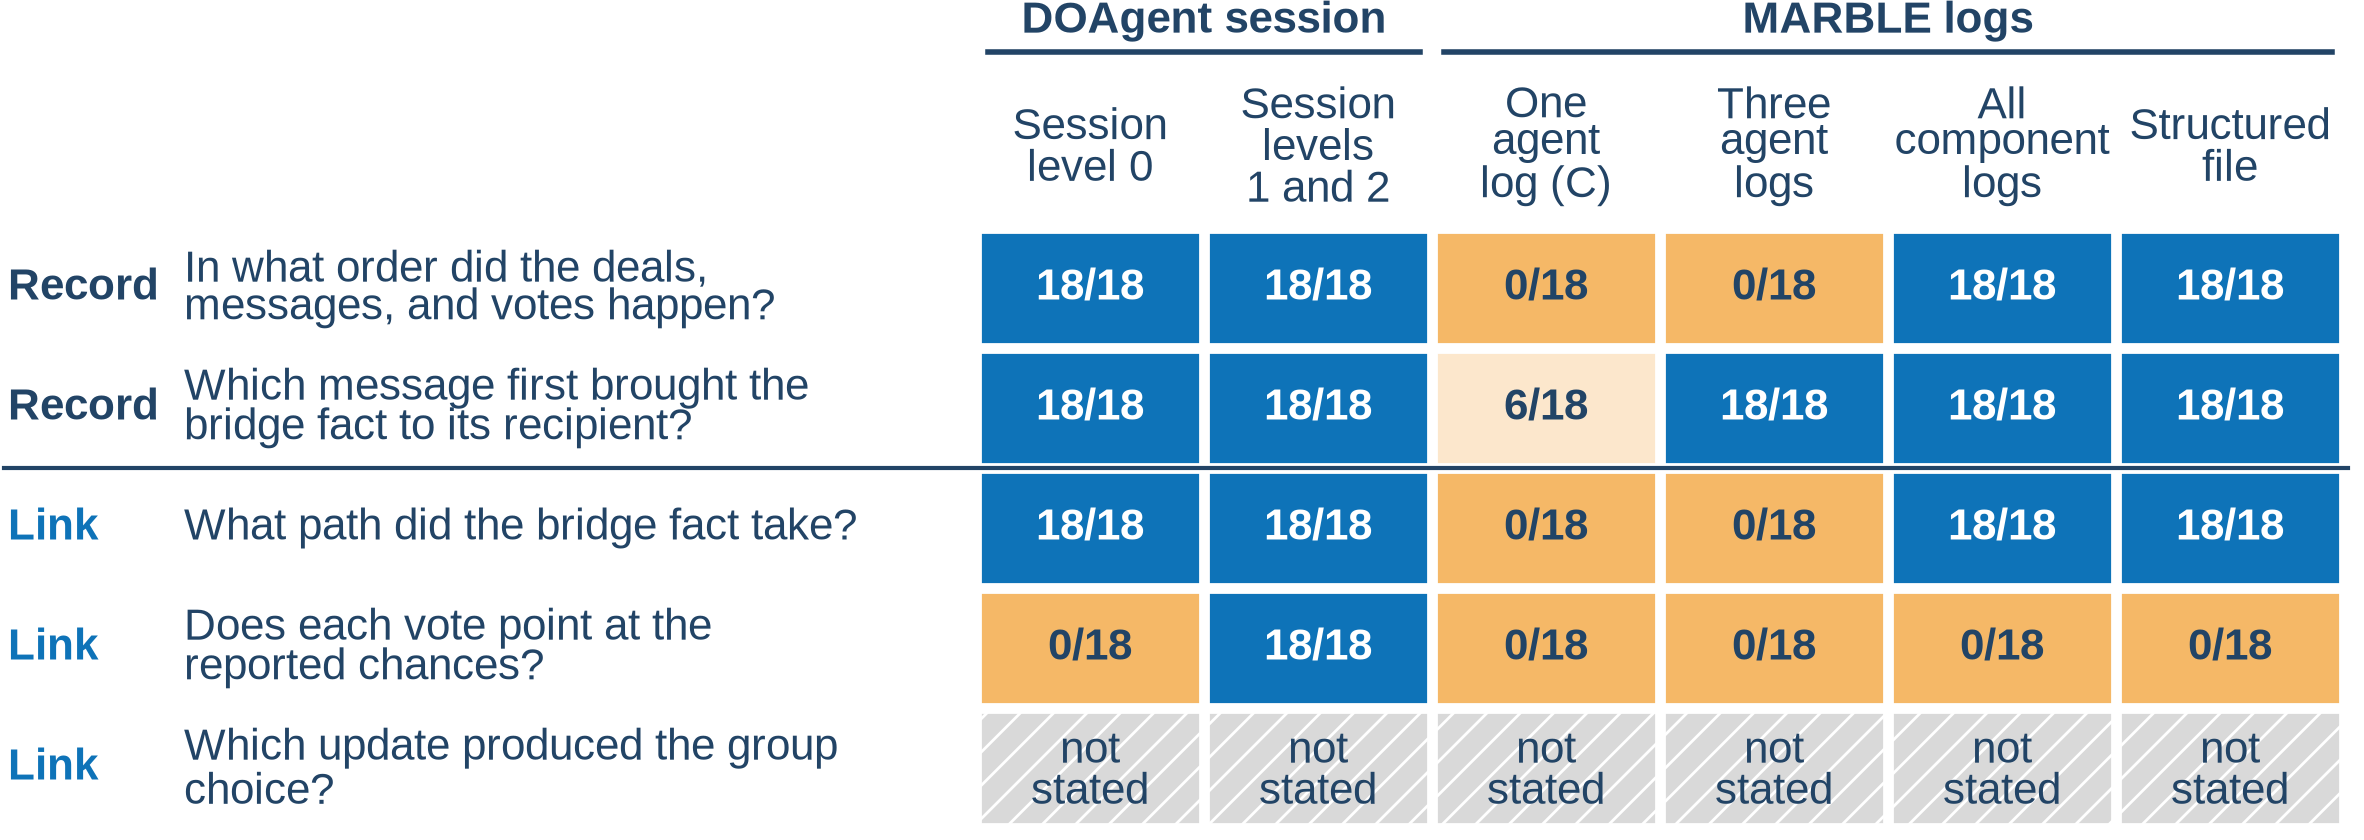 DOAgent session
MARBLE logs
Session
level 0
Session
levels
1 and 2
One
agent
log (C)
Three
agent
logs
All
component
logs
Structured
file
Record
In what order did the deals,
messages, and votes happen?
18/18
18/18
0/18
0/18
18/18
18/18
Record
Which message first brought the
bridge fact to its recipient?
18/18
18/18
6/18
18/18
18/18
18/18
Link
What path did the bridge fact take?
18/18
18/18
0/18
0/18
18/18
18/18
Link
Does each vote point at the
reported chances?
0/18
18/18
0/18
0/18
0/18
0/18
Link
Which update produced the group
choice?
not
stated
not
stated
not
stated
not
stated
not
stated
not
stated